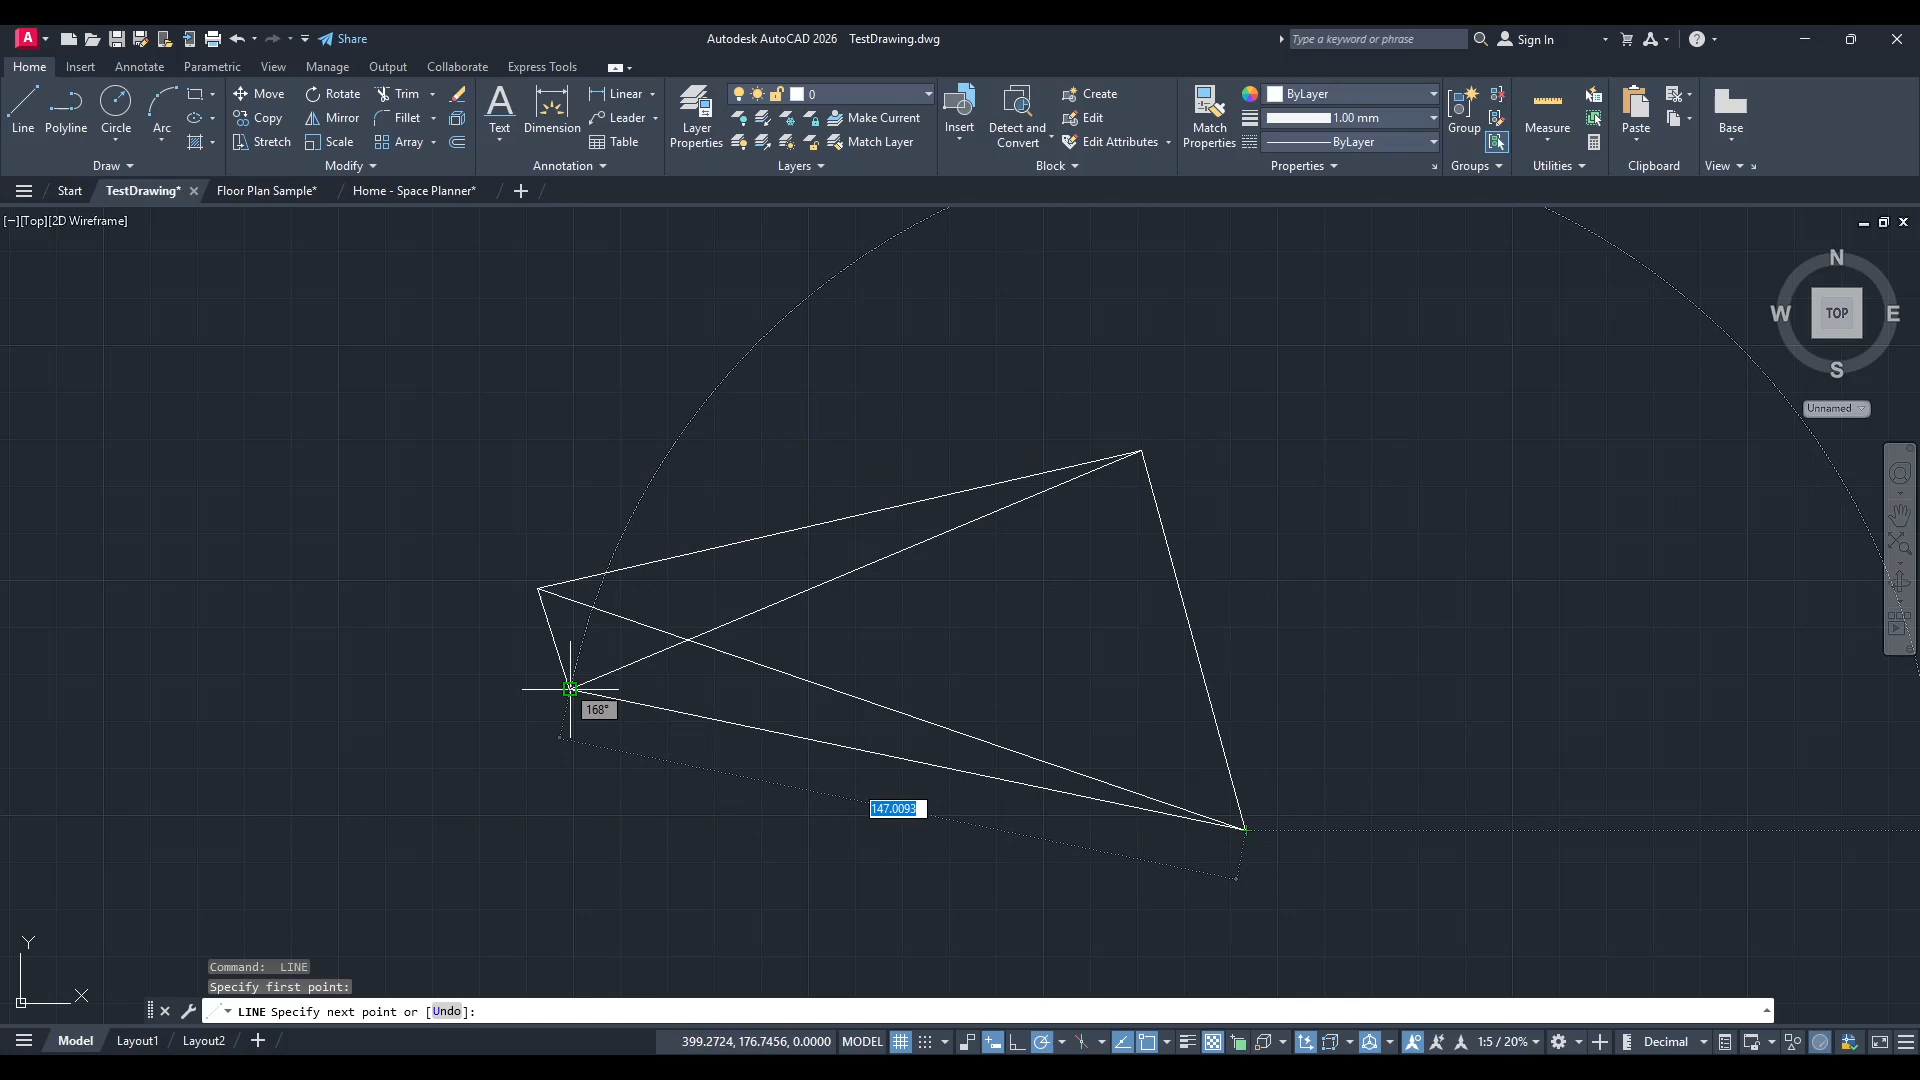 A Share Autodesk AutoCAD 2026 TestDrawing.dwg Type a keyword or phrase Sign In
Home Insert Annotate Parametric View Manage Output Collaborate Express Tools
Line Polyline Circle Arc
Move Rotate Trim
Copy Mirror Fillet
Stretch Scale Array
Draw Modify
A Text Dimension
Linear
Leader
Table
Annotation
Layer Properties
0
Make Current
Match Layer
Layers
Insert Detect and Convert
Create
Edit
Edit Attributes
Block
Match Properties
ByLayer
1.00 mm
ByLayer
Properties
Group
Groups
Measure
Utilities
Paste
Clipboard
Base
View
Start TestDrawing* Floor Plan Sample* Home - Space Planner*
[−][Top][2D Wireframe]
N
W TOP E
S
Unnamed
168°
147.0093
Y
X
Command: LINE
Specify first point:
LINE Specify next point or [Undo]:
Model Layout1 Layout2 399.2724, 176.7456, 0.0000 MODEL 1:5 / 20% Decimal